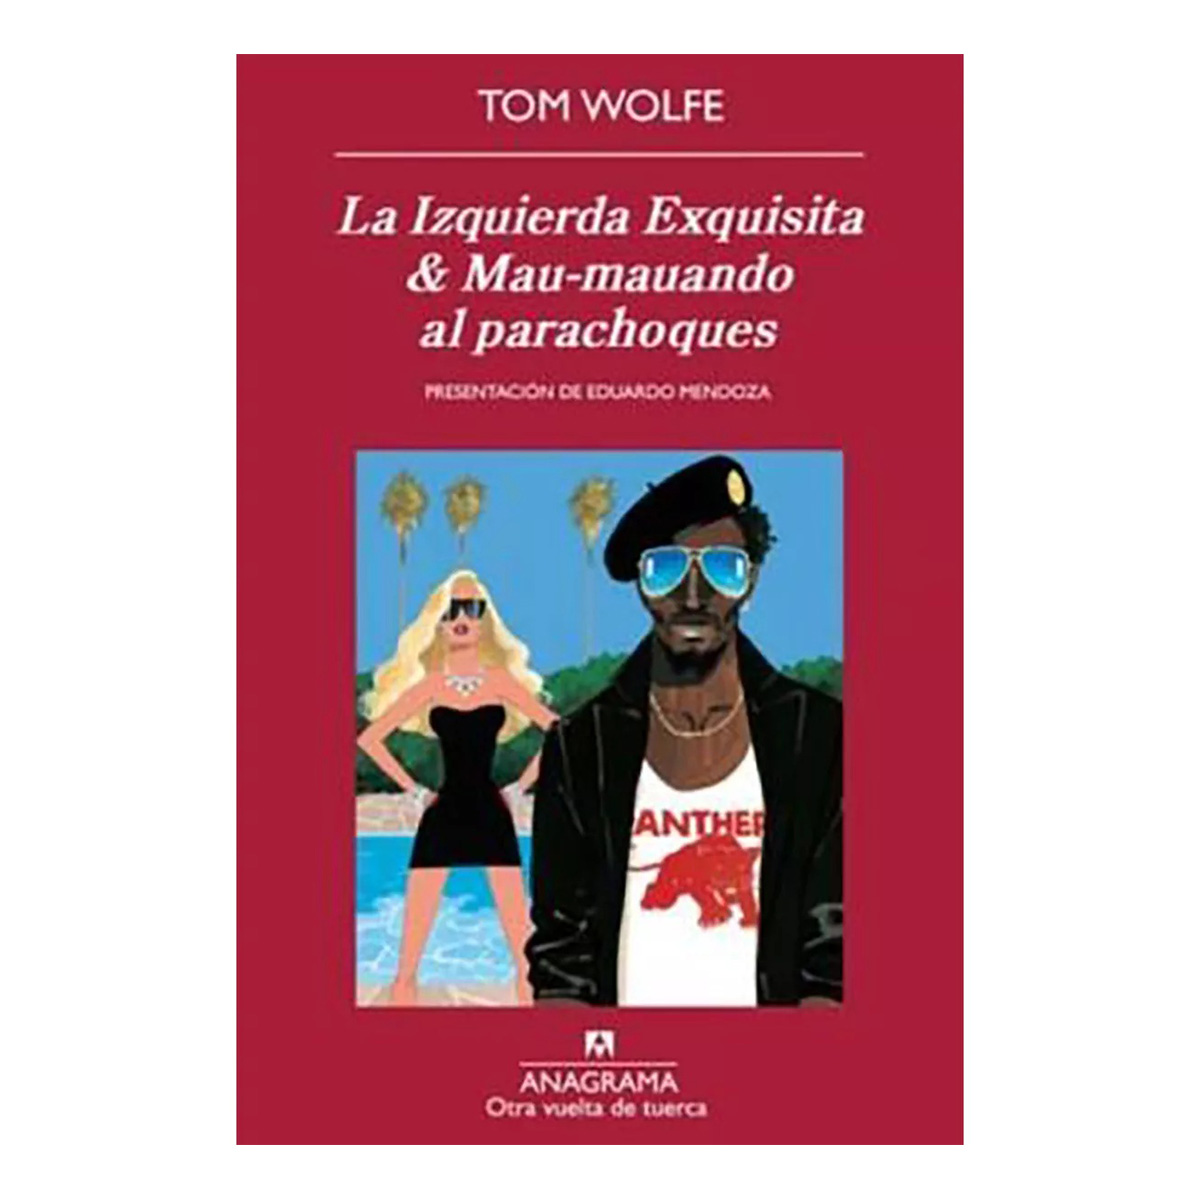 TOM WOLFE
La Izquierda Exquisita
& Mau-mauando
al parachoques
PRESENTACIÓN DE EDUARDO MENDOZA
ANTHER
ANAGRAMA
Otra vuelta de tuerca